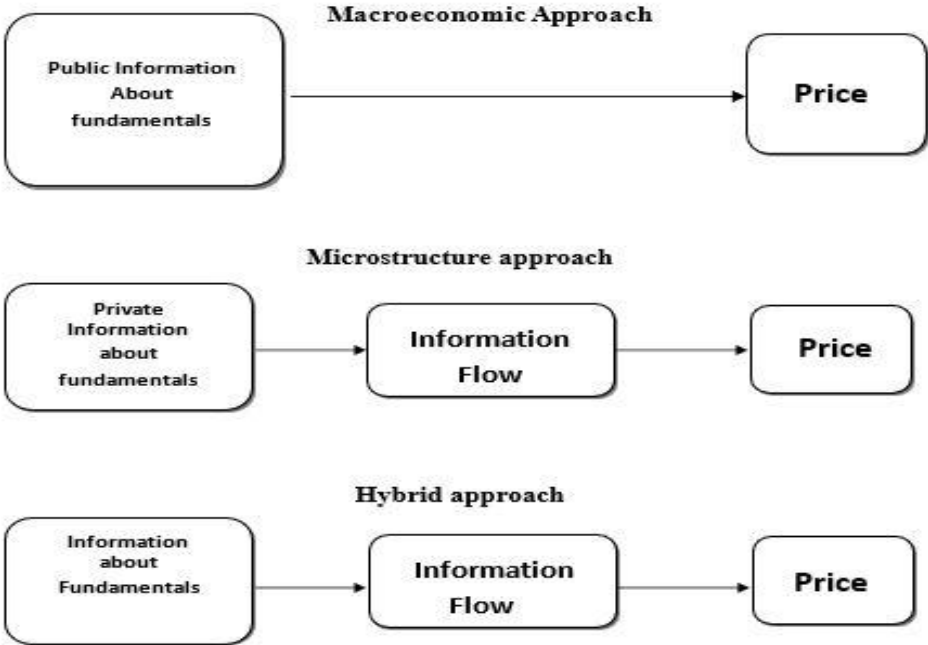 Macroeconomic Approach
Public Information
About
fundamentals
Price
Microstructure approach
Private
Information
about
fundamentals
Information
Flow
Price
Hybrid approach
Information
about
Fundamentals
Information
Flow
Price